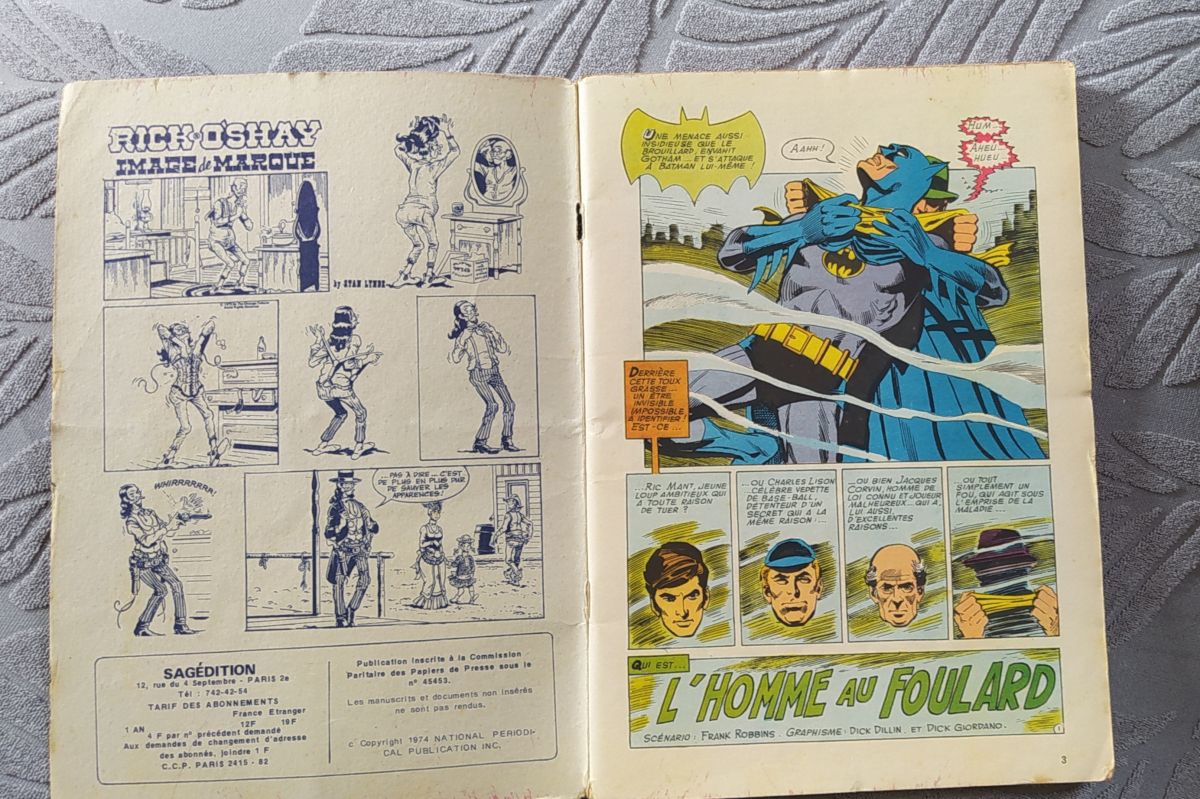 RICH O'SHAY
IMAGE de MARQUE
by STAN LYNDE
WHIRRRRRRR!
PAS À DIRE... C'EST
DE PLUS EN PLUS DUR
DE SAUVER LES
APPARENCES!
SAGÉDITION
12, rue du 4 Septembre - PARIS 2e
Tél : 742-42-54
TARIF DES ABONNEMENTS
France Etranger
1 AN 12F 19F
4 F par n° précédent demandé
Aux demandes de changement d'adresse
des abonnés, joindre 1 F
C.C.P. PARIS 2415 - 82
Publication inscrite à la Commission
Paritaire des Papiers de Presse sous le
n° 45453.
Les manuscrits et documents non insérés
ne sont pas rendus.
c Copyright 1974 NATIONAL PERIODI-
CAL PUBLICATION INC.
UNE MENACE AUSSI
INSIDIEUSE QUE LE
BROUILLARD, ENVAHIT
GOTHAM... ET S'ATTAQUE
À BATMAN LUI-MÊME!
AAHH!
HUM...
AHEU
HUEU...
DERRIÈRE
CETTE TOUX
GRASSE...
UN ÊTRE
INVISIBLE
IMPOSSIBLE
À IDENTIFIER!
EST-CE...
...RIC MANT, JEUNE
LOUP AMBITIEUX QUI
A TOUTE RAISON
DE TUER ?
...OU CHARLES LISON
CÉLÈBRE VEDETTE
DE BASE-BALL,
DÉTENTEUR D'UN
SECRET QUI A LA
MÊME RAISON :...
...OU BIEN JACQUES
CORVIN, HOMME DE
LOI CONNU ET JOUEUR
MALHEUREUX... QUI A,
LUI AUSSI,
D'EXCELLENTES
RAISONS...
...OU TOUT
SIMPLEMENT UN
FOU, QUI AGIT SOUS
L'EMPRISE DE LA
MALADIE...
QUI EST...
L'HOMME AU FOULARD
SCÉNARIO : FRANK ROBBINS. GRAPHISME : DICK DILLIN. ET DICK GIORDANO.
1
3